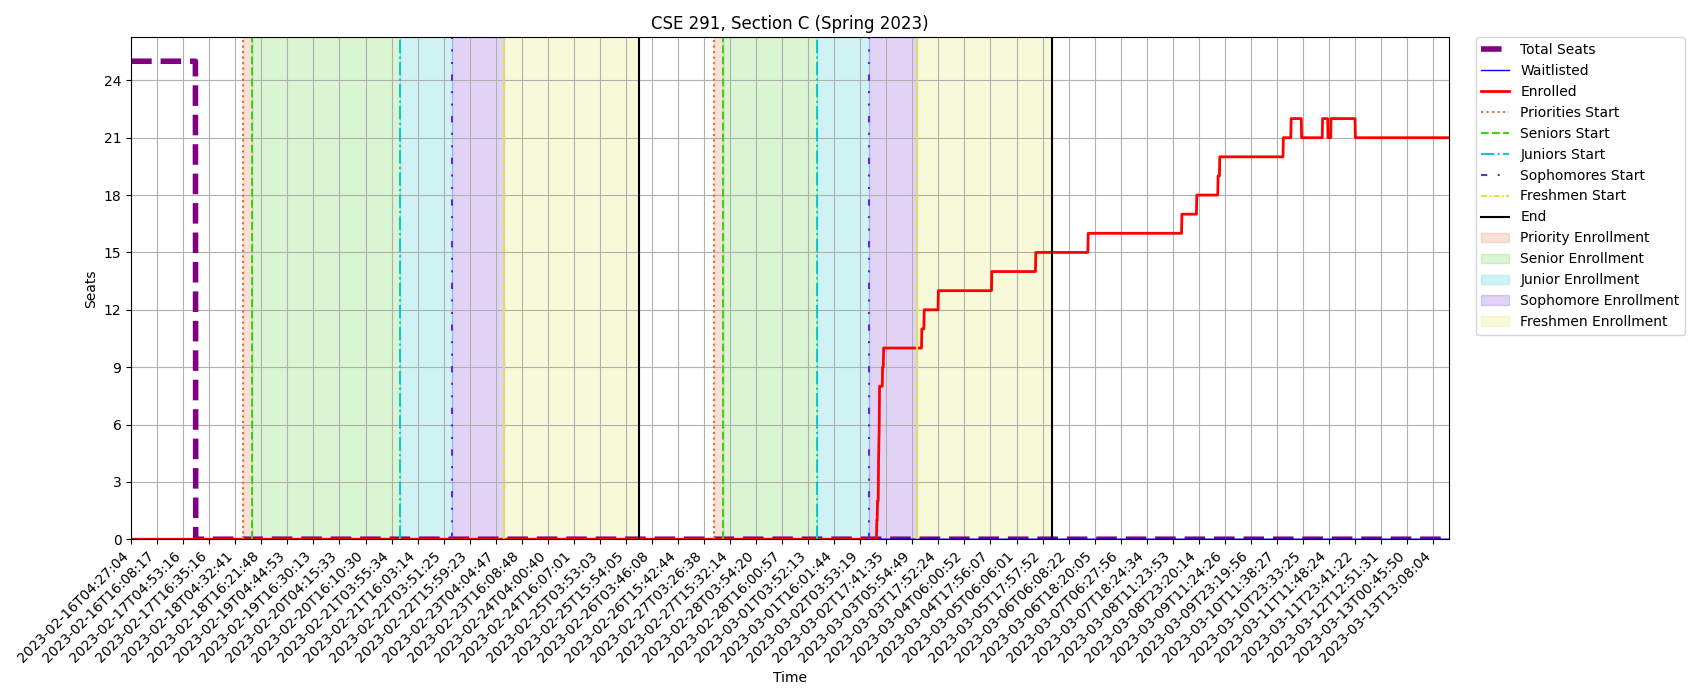 CSE 291, Section C (Spring 2023)
Seats
24
21
18
15
12
9
6
3
0
2023-02-16T04:27:04
2023-02-16T16:08:17
2023-02-17T04:53:16
2023-02-17T16:35:16
2023-02-18T04:32:41
2023-02-18T16:21:48
2023-02-19T04:44:53
2023-02-19T16:30:13
2023-02-20T04:15:33
2023-02-20T16:10:30
2023-02-21T03:55:34
2023-02-21T16:03:14
2023-02-22T03:51:25
2023-02-22T15:59:23
2023-02-23T04:04:47
2023-02-23T16:08:48
2023-02-24T04:00:40
2023-02-24T16:07:01
2023-02-25T03:53:03
2023-02-25T15:54:05
2023-02-26T03:46:08
2023-02-26T15:42:44
2023-02-27T03:26:38
2023-02-27T15:32:14
2023-02-28T03:54:20
2023-02-28T16:00:57
2023-03-01T03:52:13
2023-03-01T16:01:44
2023-03-02T03:53:19
2023-03-02T17:41:35
2023-03-03T05:54:49
2023-03-03T17:52:24
2023-03-04T06:00:52
2023-03-04T17:56:07
2023-03-05T06:06:01
2023-03-05T17:57:52
2023-03-06T06:08:22
2023-03-06T18:20:05
2023-03-07T06:27:56
2023-03-07T18:24:34
2023-03-08T11:23:53
2023-03-08T23:20:14
2023-03-09T11:24:26
2023-03-09T23:19:56
2023-03-10T11:38:27
2023-03-10T23:33:25
2023-03-11T11:48:24
2023-03-11T23:41:22
2023-03-12T12:51:31
2023-03-13T00:45:50
2023-03-13T13:08:04
Time
Total Seats
Waitlisted
Enrolled
Priorities Start
Seniors Start
Juniors Start
Sophomores Start
Freshmen Start
End
Priority Enrollment
Senior Enrollment
Junior Enrollment
Sophomore Enrollment
Freshmen Enrollment